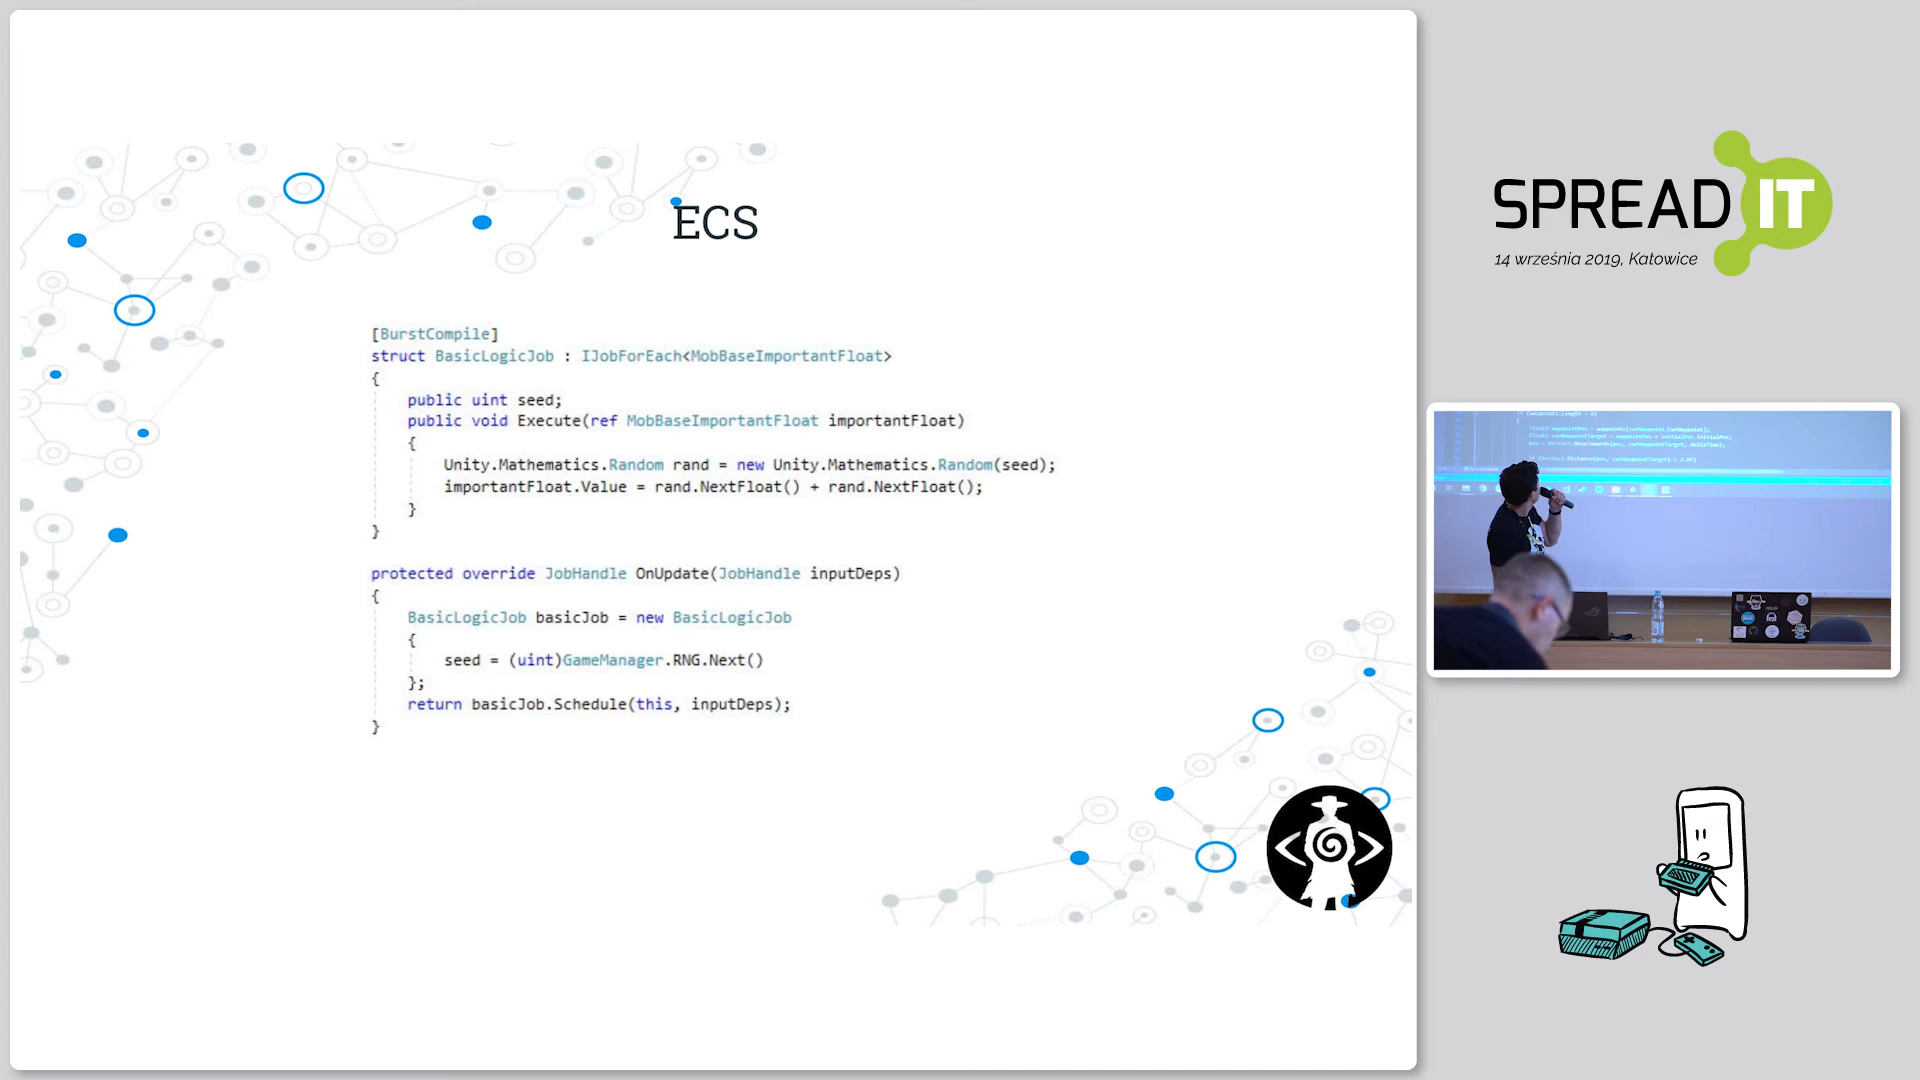 ECS
[BurstCompile]
struct BasicLogicJob : IJobForEach<MobBaseImportantFloat>
{
public uint seed;
public void Execute(ref MobBaseImportantFloat importantFloat)
{
Unity.Mathematics.Random rand = new Unity.Mathematics.Random(seed);
importantFloat.Value = rand.NextFloat() + rand.NextFloat();
}
}
protected override JobHandle OnUpdate(JobHandle inputDeps)
{
BasicLogicJob basicJob = new BasicLogicJob
{
seed = (uint)GameManager.RNG.Next()
};
return basicJob.Schedule(this, inputDeps);
}
SPREAD IT
14 września 2019, Katowice